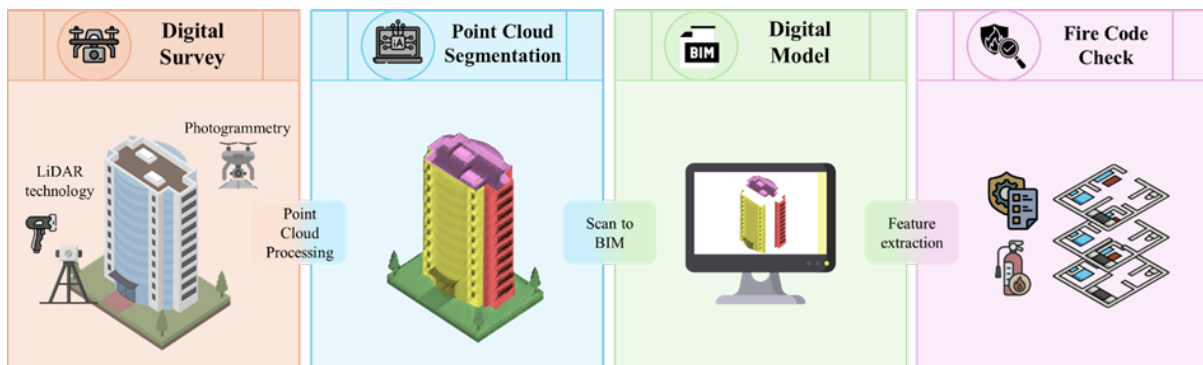 Digital
Survey
Point Cloud
Segmentation
Digital
Model
Fire Code
Check
iA
BIM
Photogrammetry
LiDAR
technology
Point
Cloud
Processing
Scan to
BIM
Feature
extraction